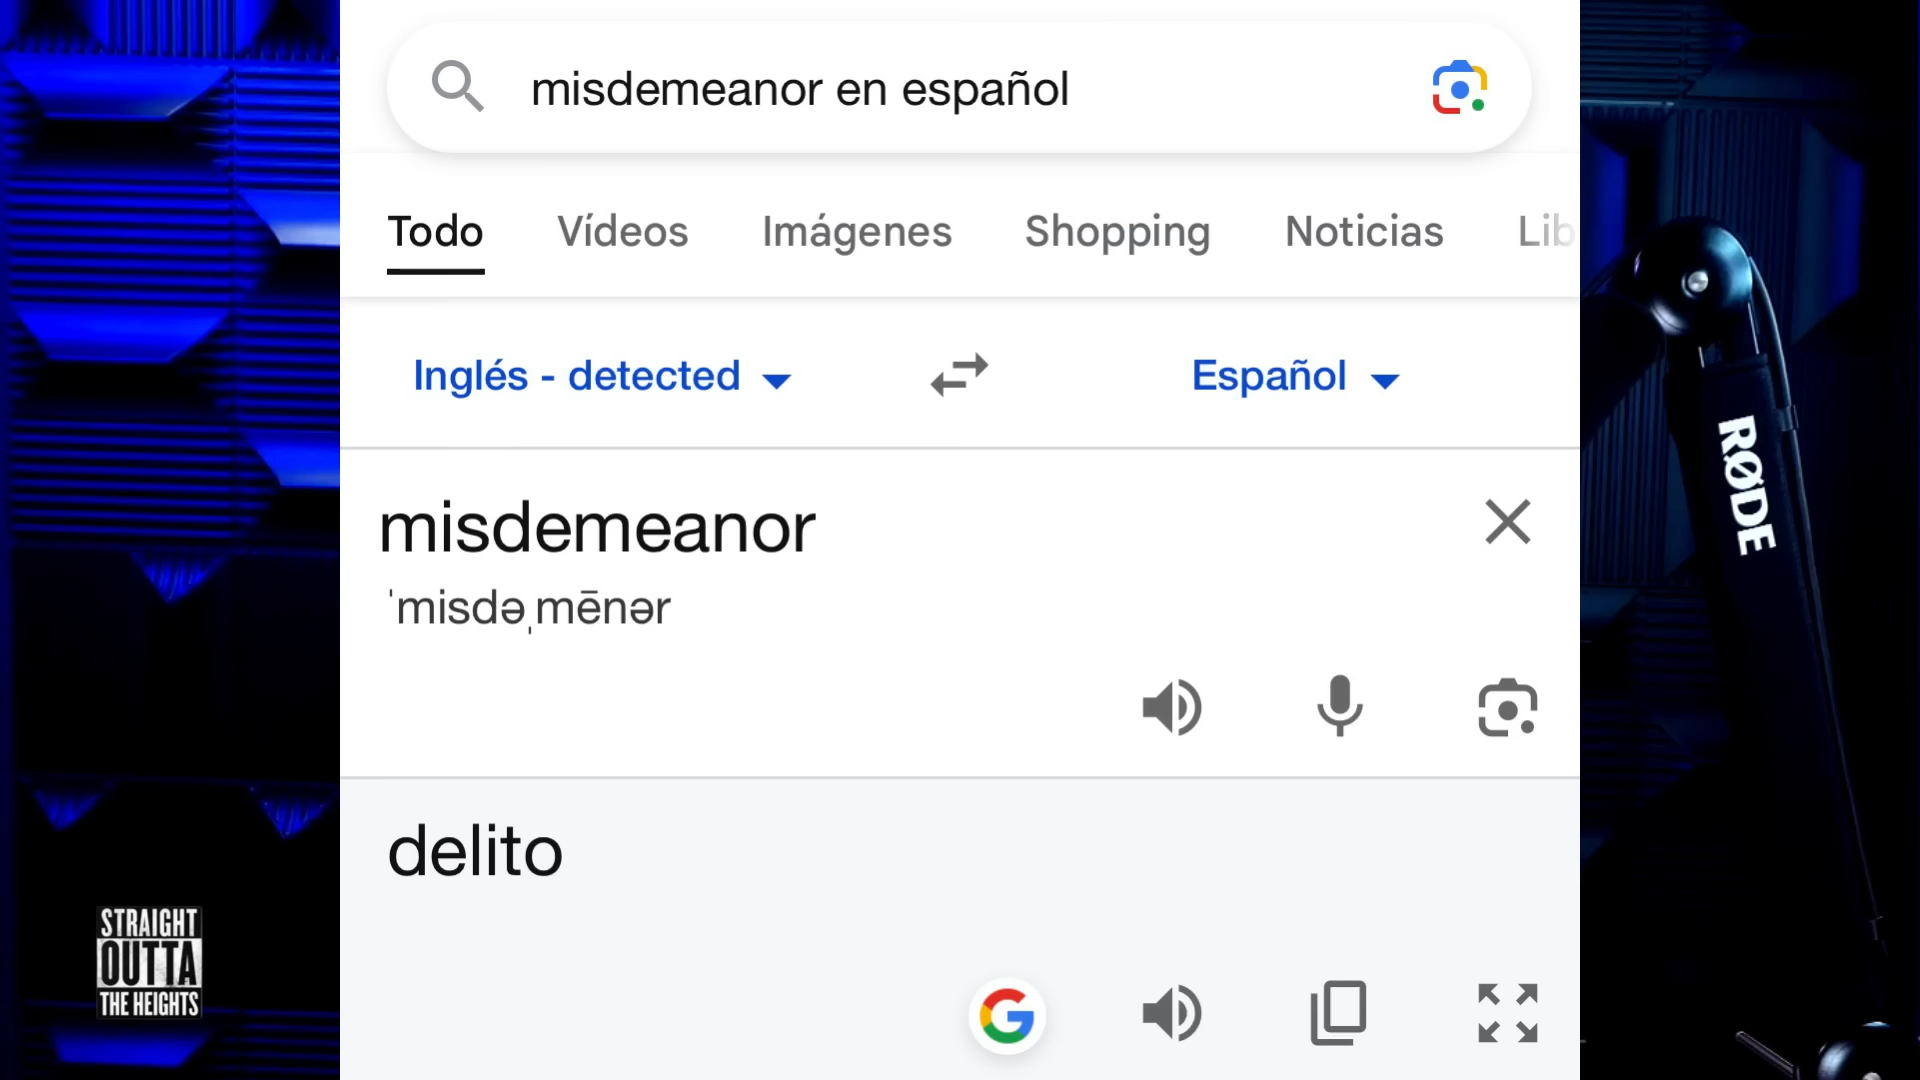 misdemeanor en español
Todo Vídeos Imágenes Shopping Noticias Lib
Inglés - detected Español
misdemeanor
ˈmisdəˌmēnər
delito
G
RØDE
STRAIGHT
OUTTA
THE HEIGHTS